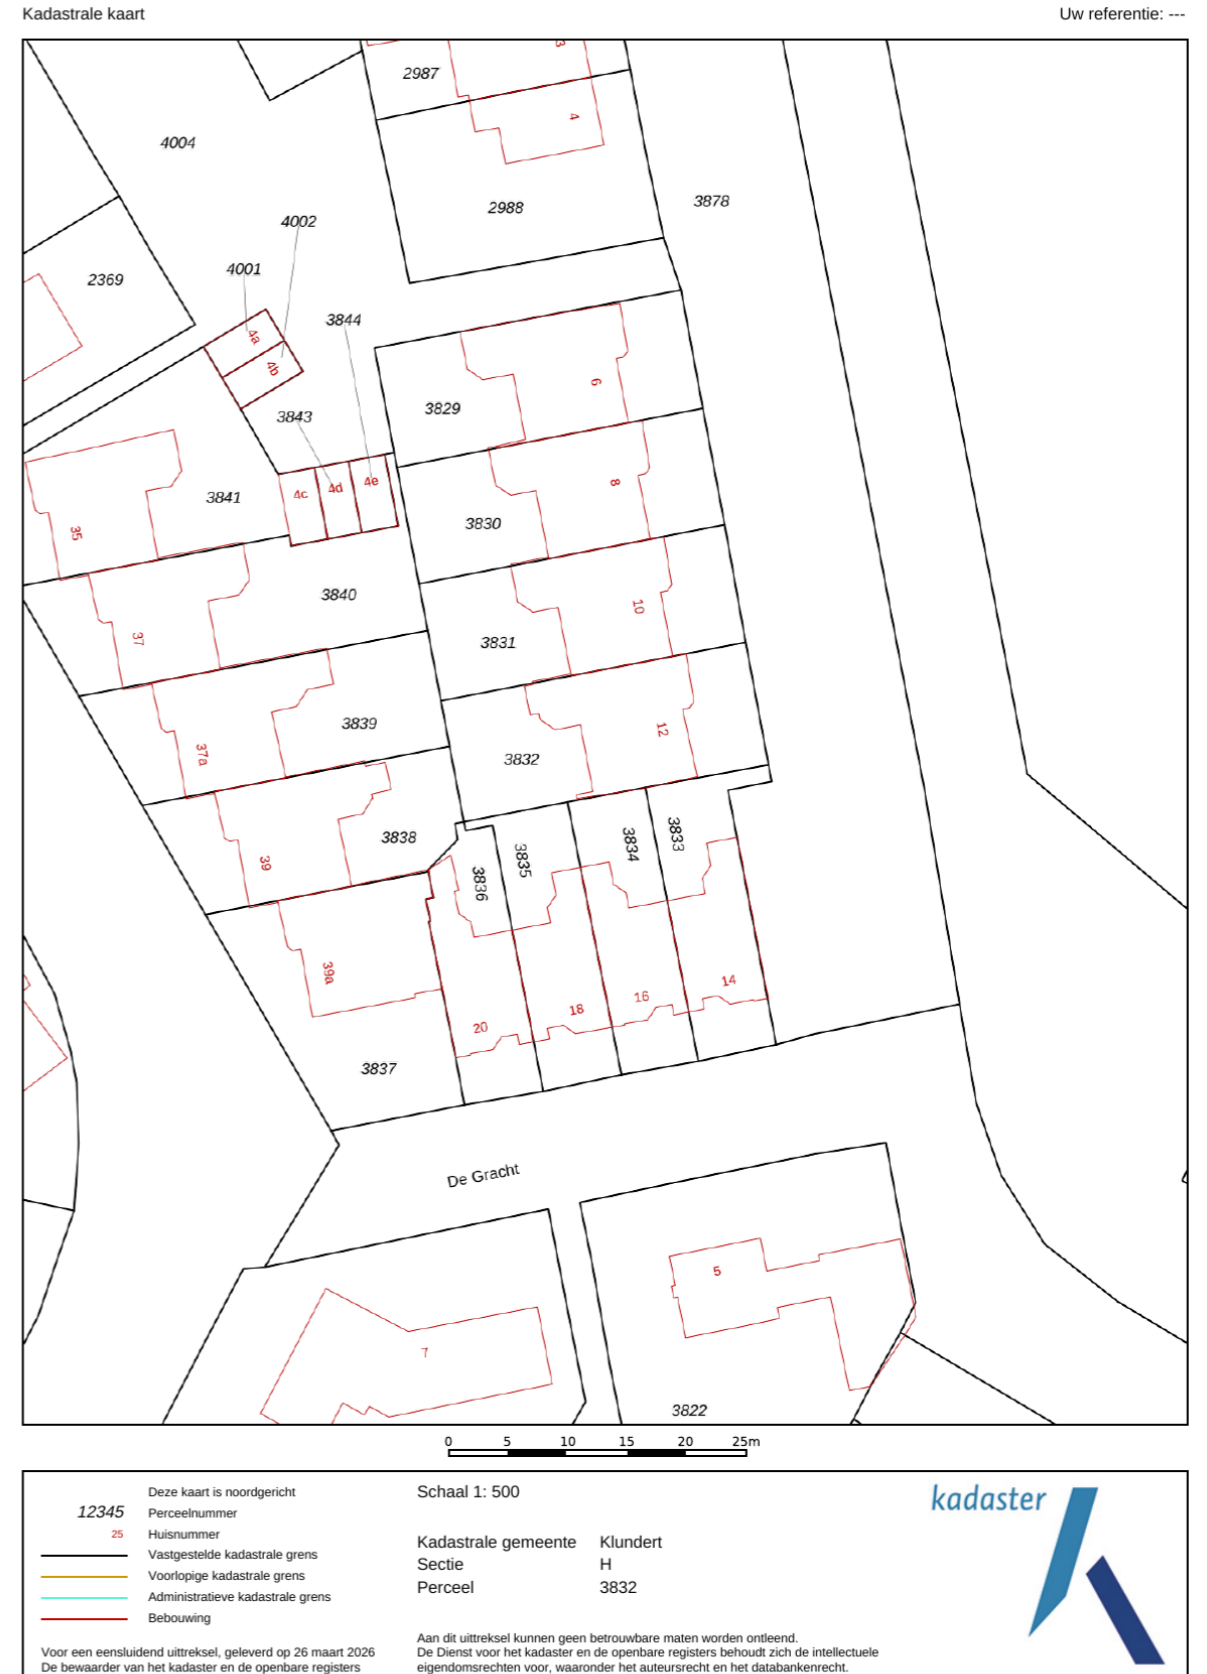 Kadastrale kaart
Uw referentie: ---
3
2987
4
4004
3878
2988
4002
4001
2369
3844
4a
4b
6
3829
3843
4c
4d
4e
8
3841
3830
35
10
3840
3831
37
12
3839
37a
3832
3838
3836
3835
3834
3833
39
39a
14
16
18
20
3837
De Gracht
5
7
3822
0 5 10 15 20 25m
Deze kaart is noordgericht
12345 Perceelnummer
25 Huisnummer
Vastgestelde kadastrale grens
Voorlopige kadastrale grens
Administratieve kadastrale grens
Bebouwing
Voor een eensluidend uittreksel, geleverd op 26 maart 2026
De bewaarder van het kadaster en de openbare registers
Schaal 1: 500
Kadastrale gemeente Klundert
Sectie H
Perceel 3832
Aan dit uittreksel kunnen geen betrouwbare maten worden ontleend.
De Dienst voor het kadaster en de openbare registers behoudt zich de intellectuele
eigendomsrechten voor, waaronder het auteursrecht en het databankenrecht.
kadaster